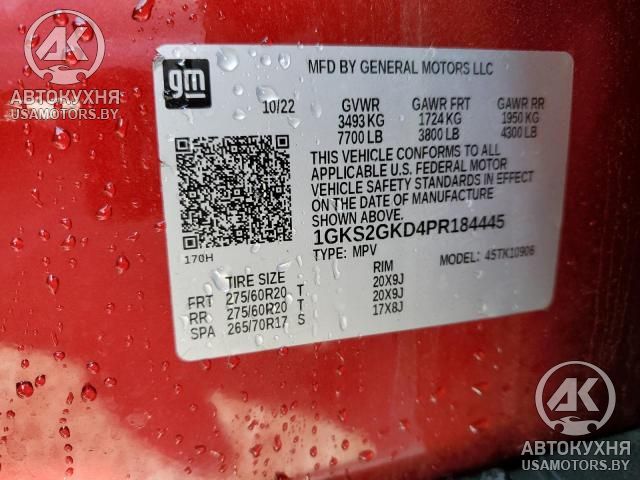 AK
АВТОКУХНЯ
USAMOTORS.BY
gm
MFD BY GENERAL MOTORS LLC
10/22 GVWR GAWR FRT GAWR RR
3493 KG 1724 KG 1950 KG
7700 LB 3800 LB 4300 LB
THIS VEHICLE CONFORMS TO ALL
APPLICABLE U.S. FEDERAL MOTOR
VEHICLE SAFETY STANDARDS IN EFFECT
ON THE DATE OF MANUFACTURE
SHOWN ABOVE.
1GKS2GKD4PR184445
170H
TYPE: MPV MODEL: 4STK10906
TIRE SIZE RIM
FRT 275/60R20 T 20X9J
RR 275/60R20 T 20X9J
SPA 265/70R17 S 17X8J
AK
АВТОКУХНЯ
USAMOTORS.BY